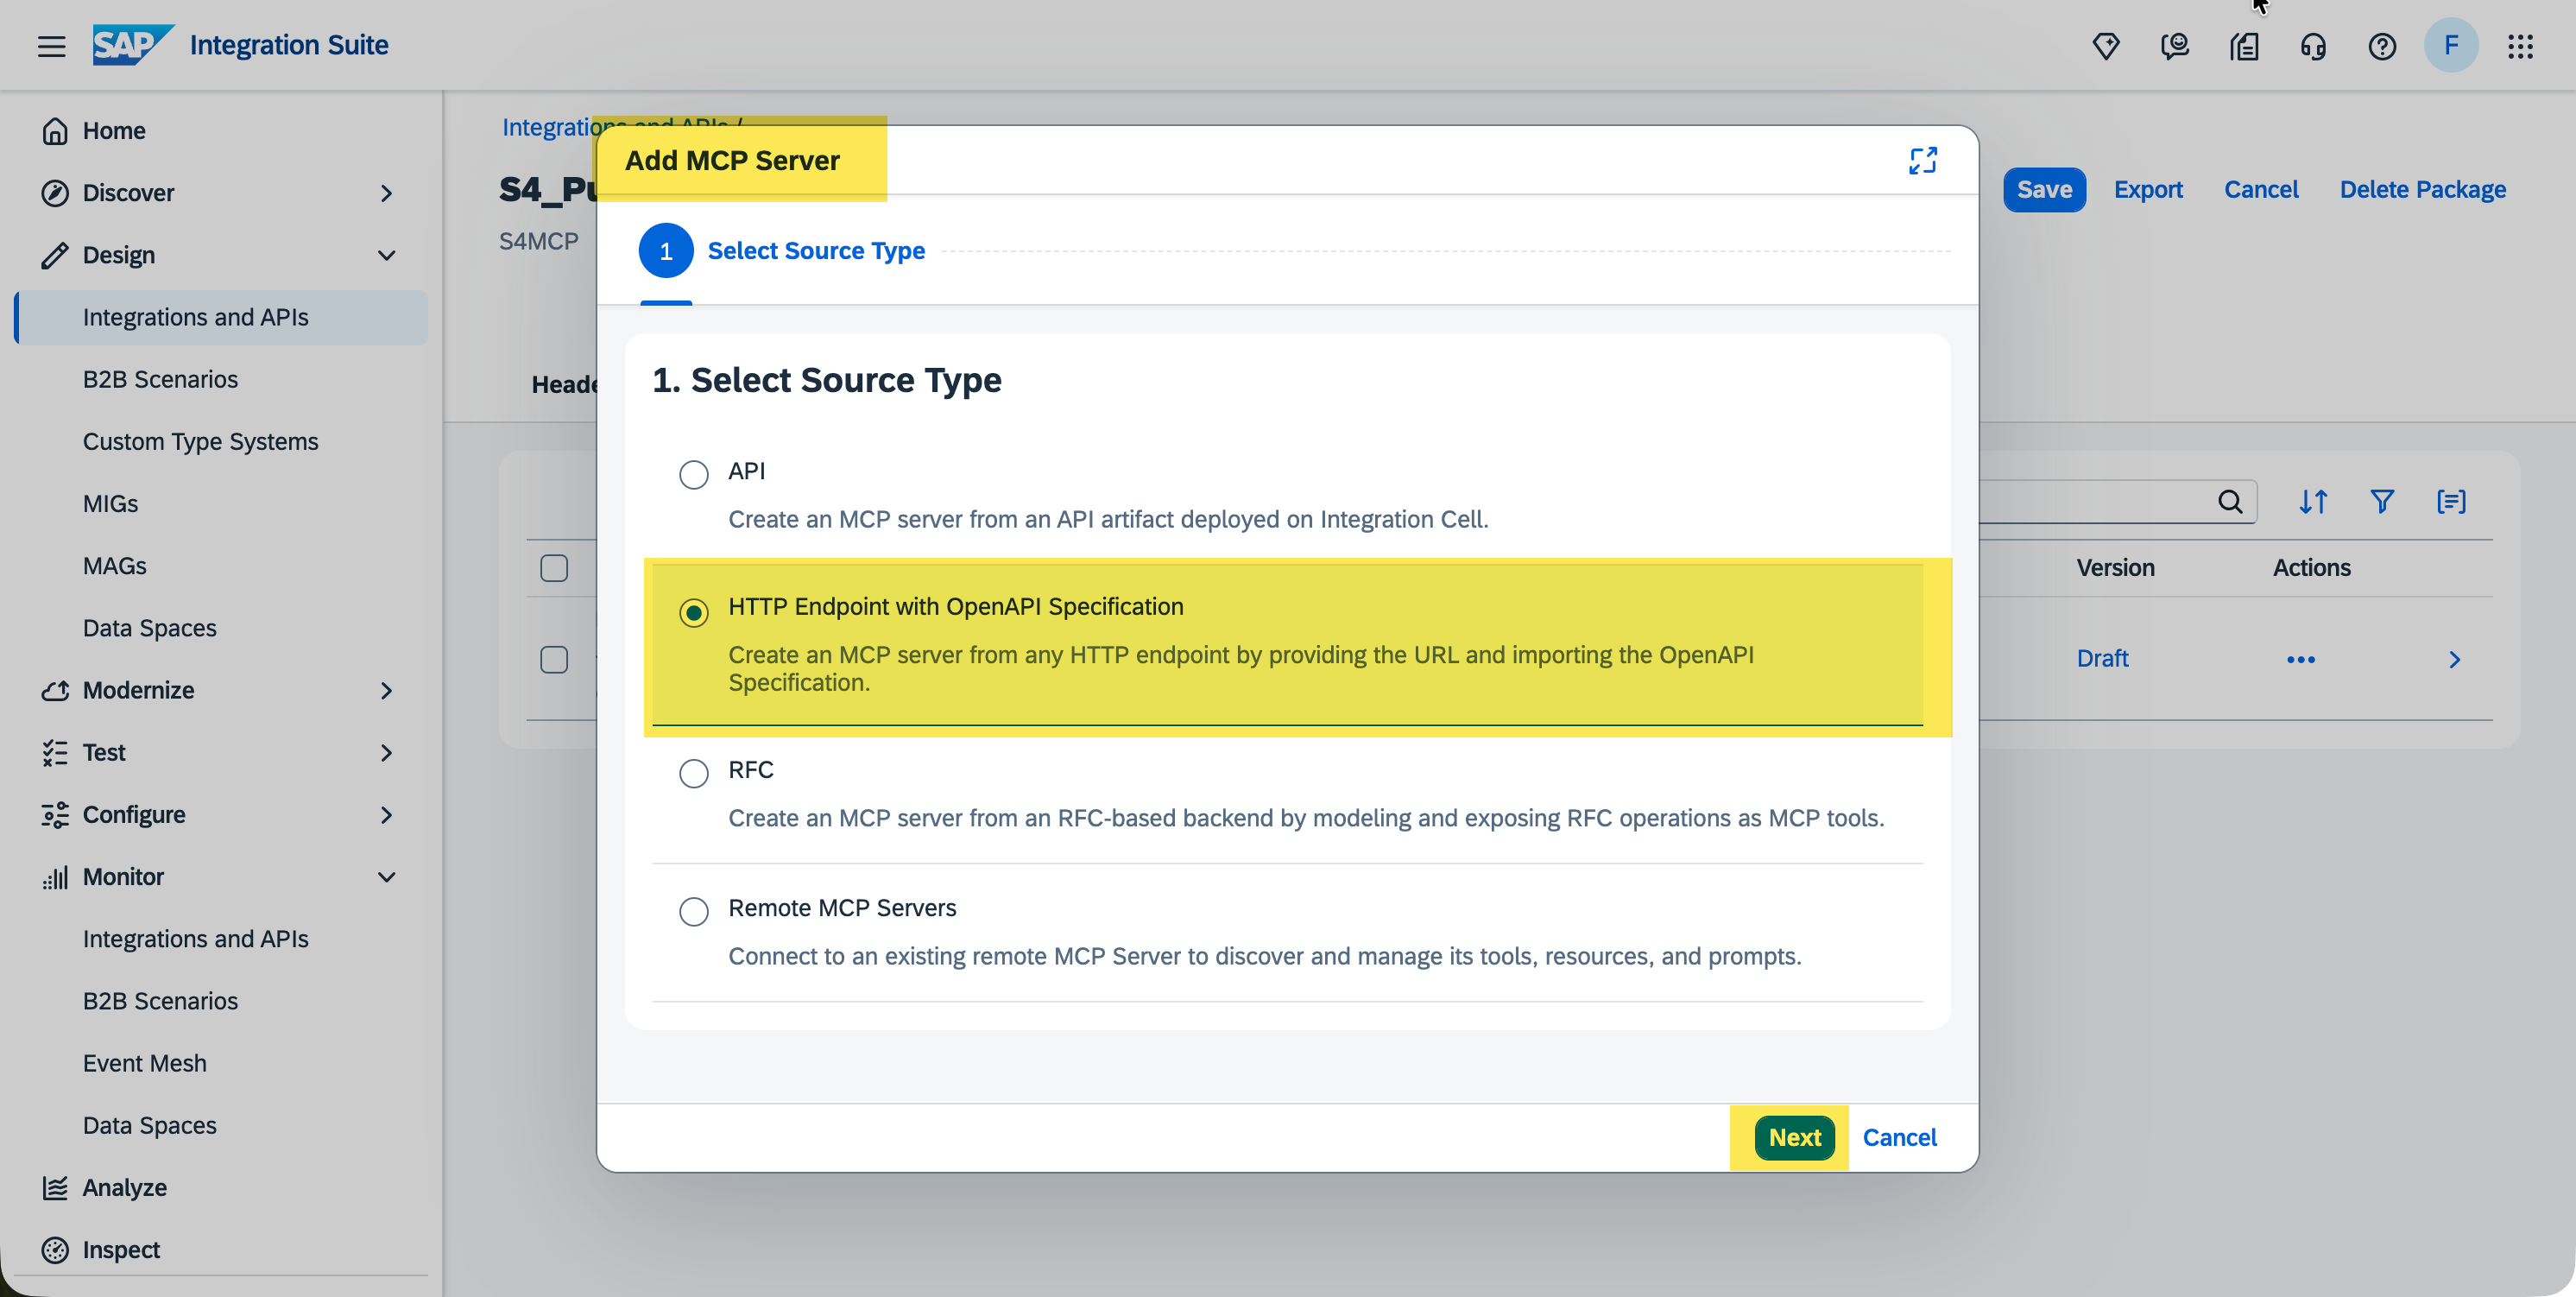 SAP Integration Suite
F
Home
Discover
Design
Integrations and APIs
B2B Scenarios
Custom Type Systems
MIGs
MAGs
Data Spaces
Modernize
Test
Configure
Monitor
Integrations and APIs
B2B Scenarios
Event Mesh
Data Spaces
Analyze
Inspect
Integrations and APIs /
S4_Pu
S4MCP
Save Export Cancel Delete Package
Heade
Version Actions
Draft
Add MCP Server
1 Select Source Type
1. Select Source Type
API
Create an MCP server from an API artifact deployed on Integration Cell.
HTTP Endpoint with OpenAPI Specification
Create an MCP server from any HTTP endpoint by providing the URL and importing the OpenAPI
Specification.
RFC
Create an MCP server from an RFC-based backend by modeling and exposing RFC operations as MCP tools.
Remote MCP Servers
Connect to an existing remote MCP Server to discover and manage its tools, resources, and prompts.
Next Cancel